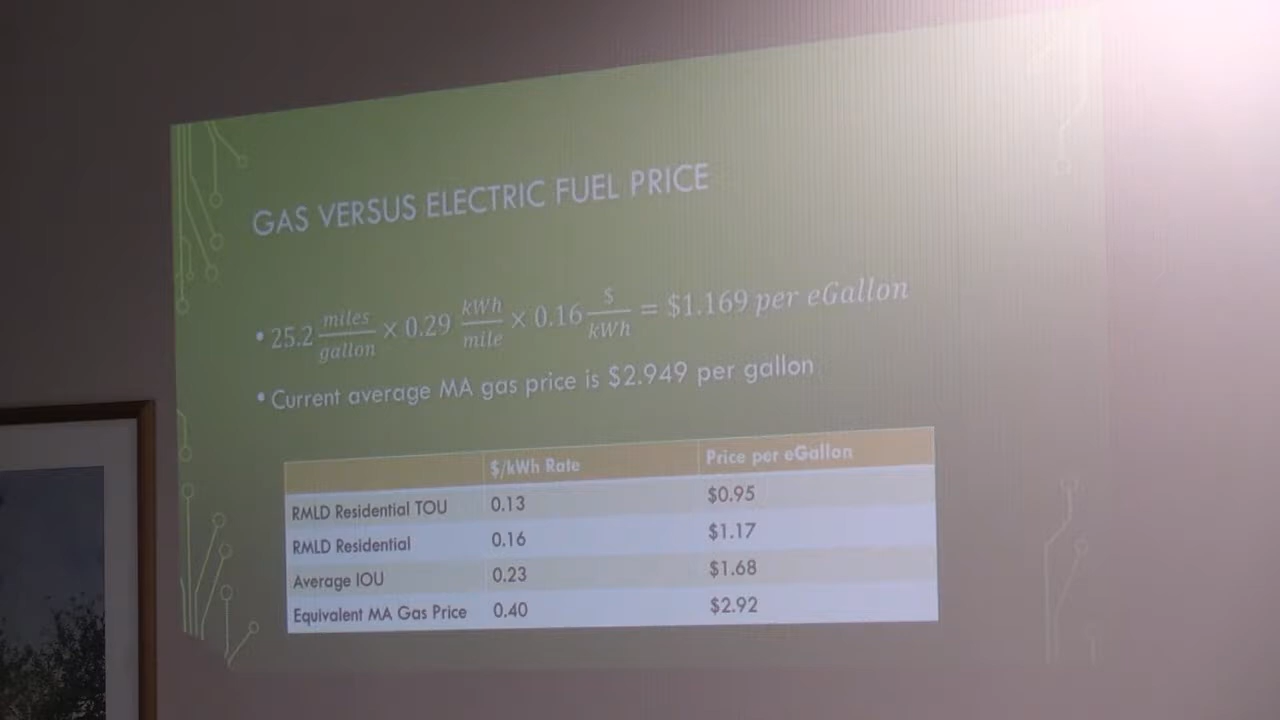 GAS VERSUS ELECTRIC FUEL PRICE
• 25.2 miles/gallon × 0.29 kWh/mile × 0.16 $/kWh = $1.169 per eGallon
• Current average MA gas price is $2.949 per gallon
$/kWh Rate Price per eGallon
RMLD Residential TOU 0.13 $0.95
RMLD Residential 0.16 $1.17
Average IOU 0.23 $1.68
Equivalent MA Gas Price 0.40 $2.92